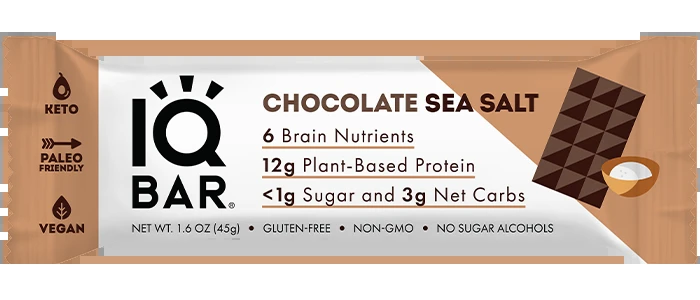 KETO
PALEO
FRIENDLY
VEGAN
IQ
BAR®
CHOCOLATE SEA SALT
6 Brain Nutrients
12g Plant-Based Protein
<1g Sugar and 3g Net Carbs
NET WT. 1.6 OZ (45g) • GLUTEN-FREE • NON-GMO • NO SUGAR ALCOHOLS